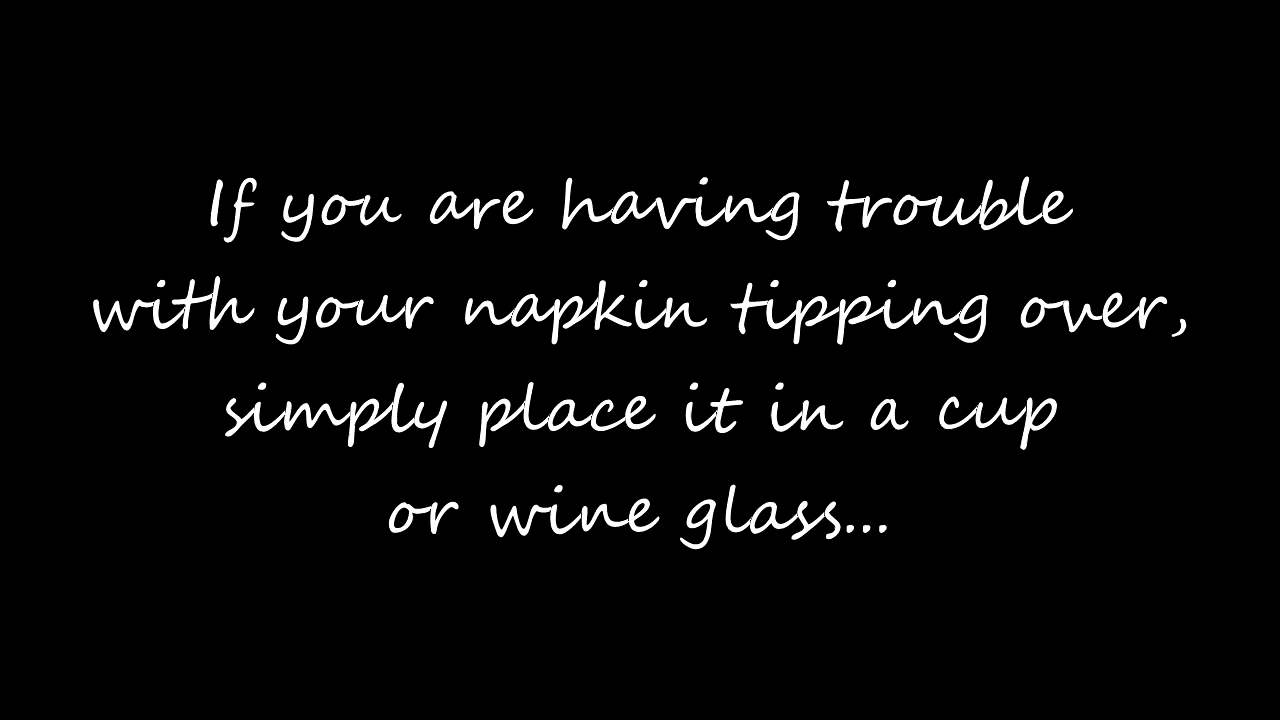 If you are having trouble
with your napkin tipping over,
simply place it in a cup
or wine glass...